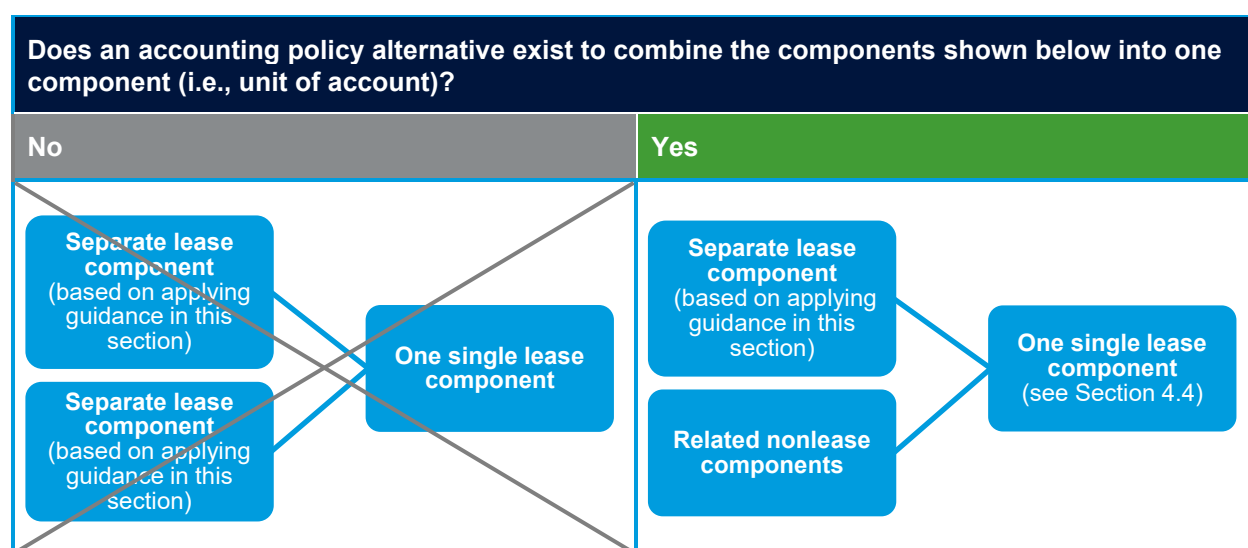 Does an accounting policy alternative exist to combine the components shown below into one
component (i.e., unit of account)?
No
Yes
Separate lease
component
(based on applying
guidance in this
section)
Separate lease
component
(based on applying
guidance in this
section)
One single lease
component
Separate lease
component
(based on applying
guidance in this
section)
Related nonlease
components
One single lease
component
(see Section 4.4)